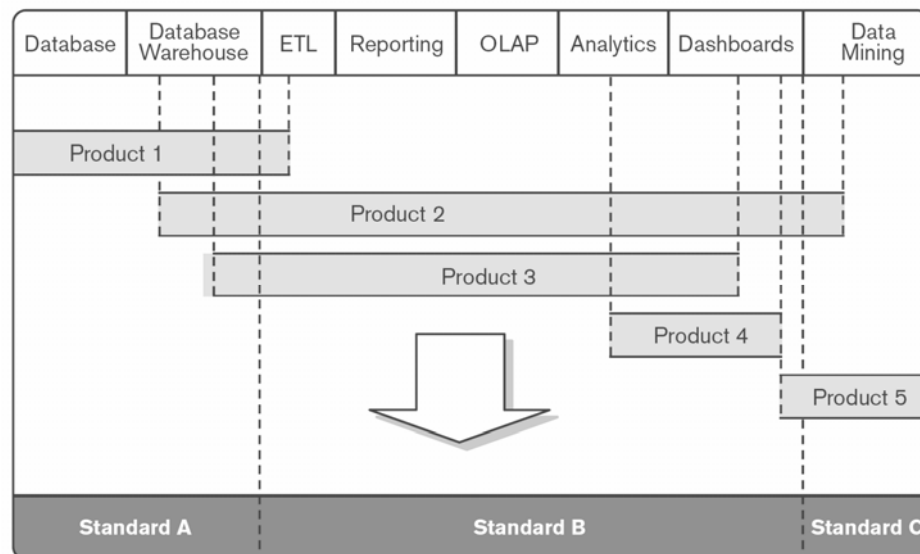 Database
Database
Warehouse
ETL
Reporting
OLAP
Analytics
Dashboards
Data
Mining
Product 1
Product 2
Product 3
Product 4
Product 5
Standard A
Standard B
Standard C